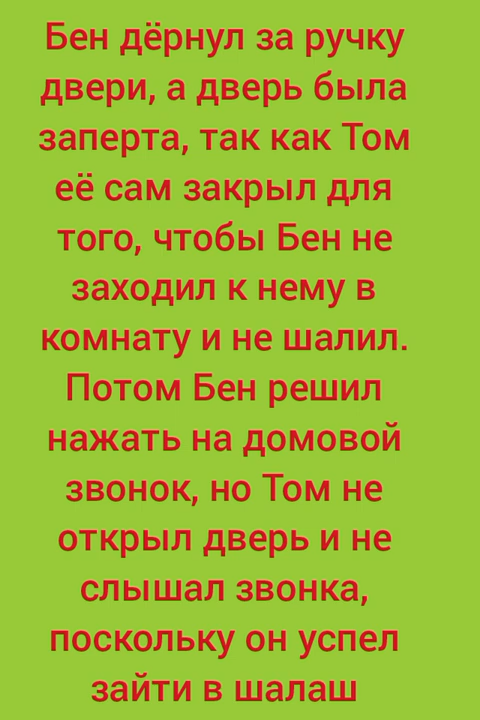 Бен дёрнул за ручку
двери, а дверь была
заперта, так как Том
её сам закрыл для
того, чтобы Бен не
заходил к нему в
комнату и не шалил.
Потом Бен решил
нажать на домовой
звонок, но Том не
открыл дверь и не
слышал звонка,
поскольку он успел
зайти в шалаш